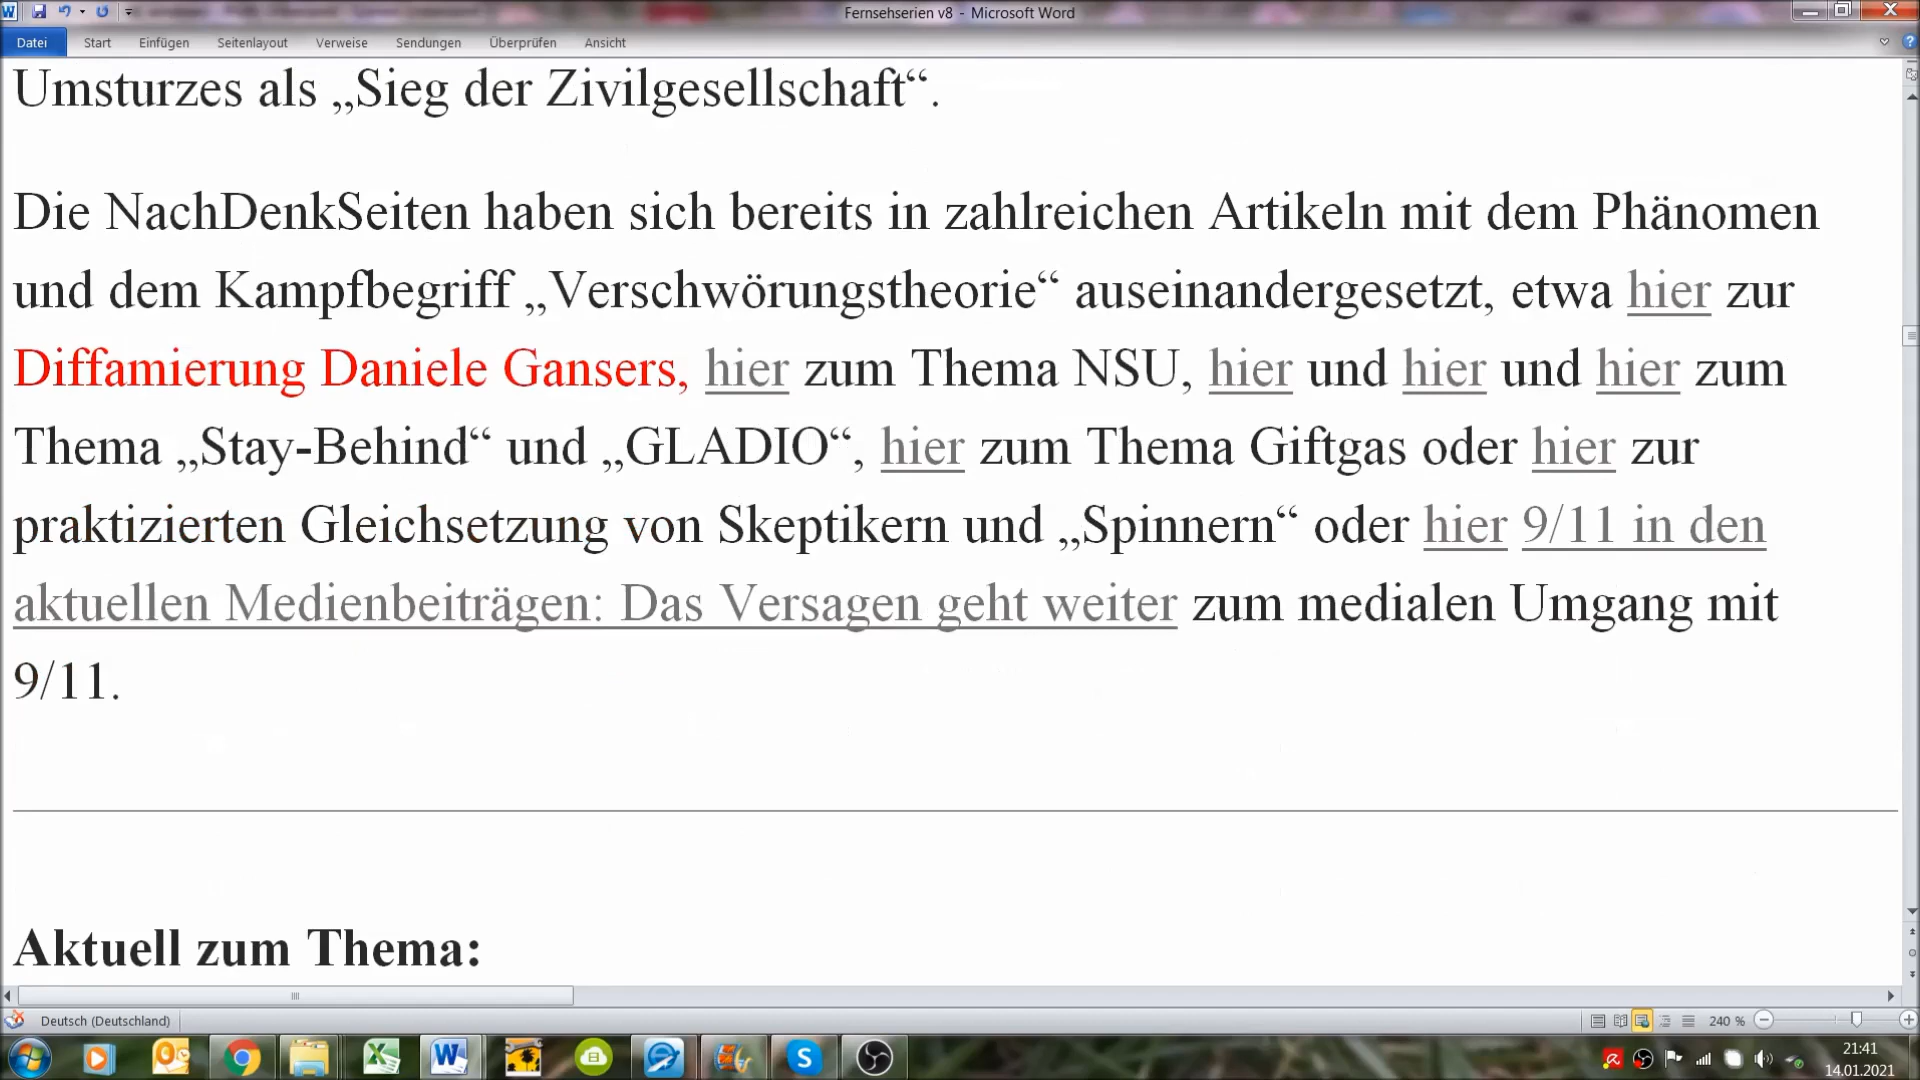 Fernsehserien v8 - Microsoft Word
Datei Start Einfügen Seitenlayout Verweise Sendungen Überprüfen Ansicht
Umsturzes als „Sieg der Zivilgesellschaft“.
Die NachDenkSeiten haben sich bereits in zahlreichen Artikeln mit dem Phänomen
und dem Kampfbegriff „Verschwörungstheorie“ auseinandergesetzt, etwa hier zur
Diffamierung Daniele Gansers, hier zum Thema NSU, hier und hier und hier zum
Thema „Stay-Behind“ und „GLADIO“, hier zum Thema Giftgas oder hier zur
praktizierten Gleichsetzung von Skeptikern und „Spinnern“ oder hier 9/11 in den
aktuellen Medienbeiträgen: Das Versagen geht weiter zum medialen Umgang mit
9/11.
Aktuell zum Thema:
Deutsch (Deutschland) 240 %
21:41
14.01.2021